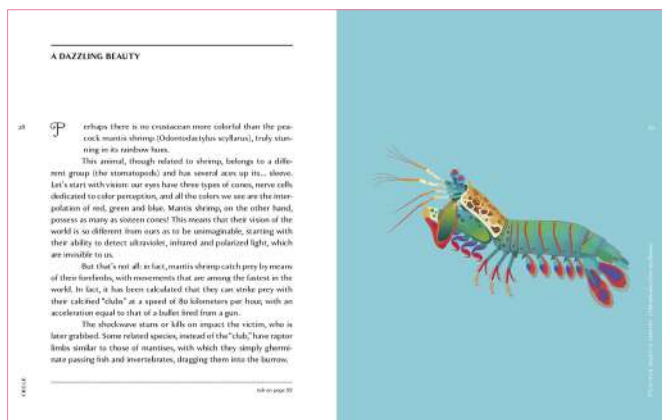 A DAZZLING BEAUTY
28
Perhaps there is no crustacean more colorful than the pea-
cock mantis shrimp (Odontodactylus scyllarus), truly stun-
ning in its rainbow hues.
This animal, though related to shrimp, belongs to a diffe-
rent group (the stomatopods) and has several aces up its... sleeve.
Let's start with vision: our eyes have three types of cones, nerve cells
dedicated to color perception, and all the colors we see are the inter-
polation of red, green and blue. Mantis shrimp, on the other hand,
possess as many as sixteen cones! This means that their vision of the
world is so different from ours as to be unimaginable, starting with
their ability to detect ultraviolet, infrared and polarized light, which
are invisible to us.
But that's not all: in fact, mantis shrimp catch prey by means
of their forelimbs, with movements that are among the fastest in the
world. In fact, it has been calculated that they can strike prey with
their calcified "clubs" at a speed of 80 kilometers per hour, with an
acceleration equal to that of a bullet fired from a gun.
The shockwave stuns or kills on impact the victim, who is
later grabbed. Some related species, instead of the "club," have raptor
limbs similar to those of mantises, with which they simply ghermi-
nate passing fish and invertebrates, dragging them into the burrow.